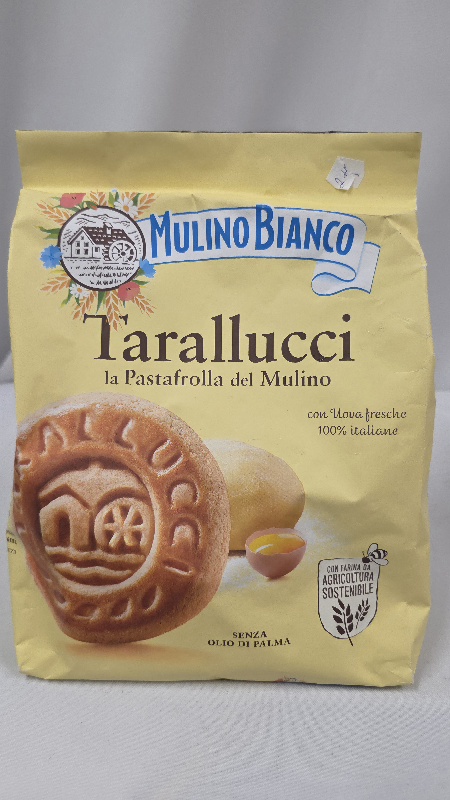 MULINO BIANCO
Tarallucci
la Pastafrolla del Mulino
con Uova fresche
100% italiane
TARALLUCCI
CON FARINA DA
AGRICOLTURA
SOSTENIBILE
SENZA
OLIO DI PALMA